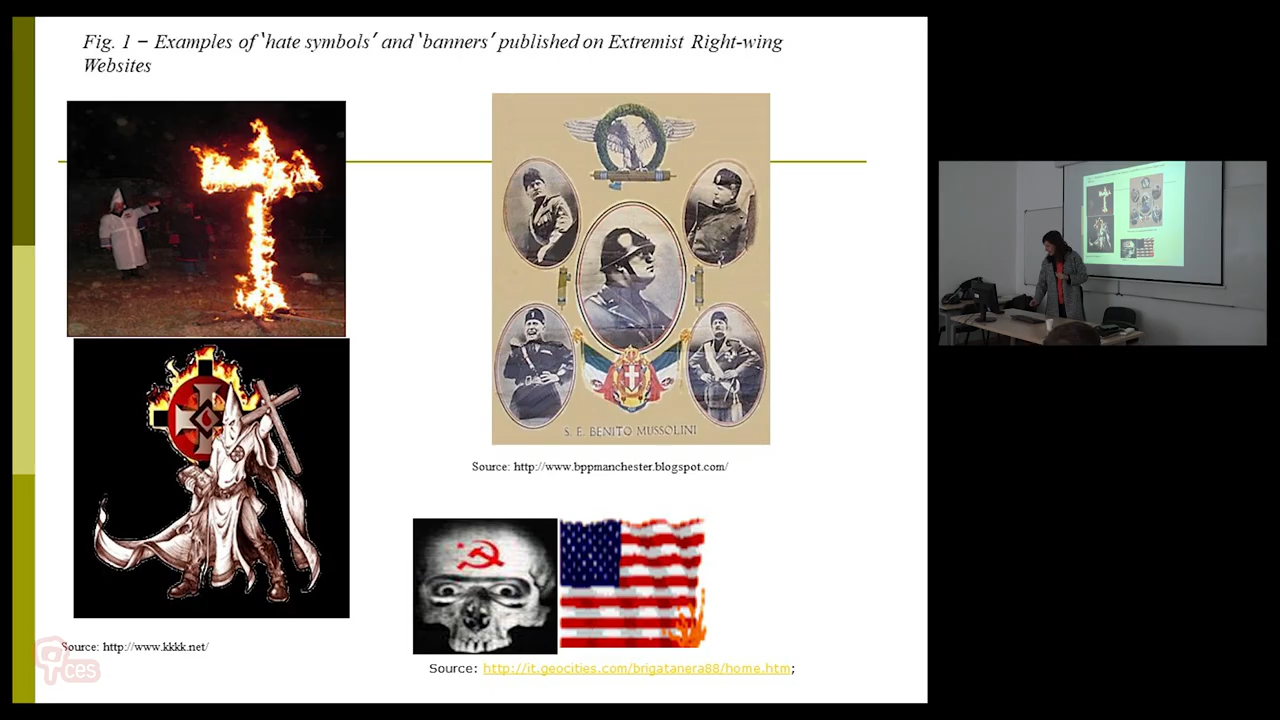 Fig. 1 – Examples of 'hate symbols' and 'banners' published on Extremist Right-wing
Websites
S. E. BENITO MUSSOLINI
Source: http://www.bppmanchester.blogspot.com/
Source: http://www.kkkk.net/
ces
Source: http://it.geocities.com/brigatanera88/home.htm;